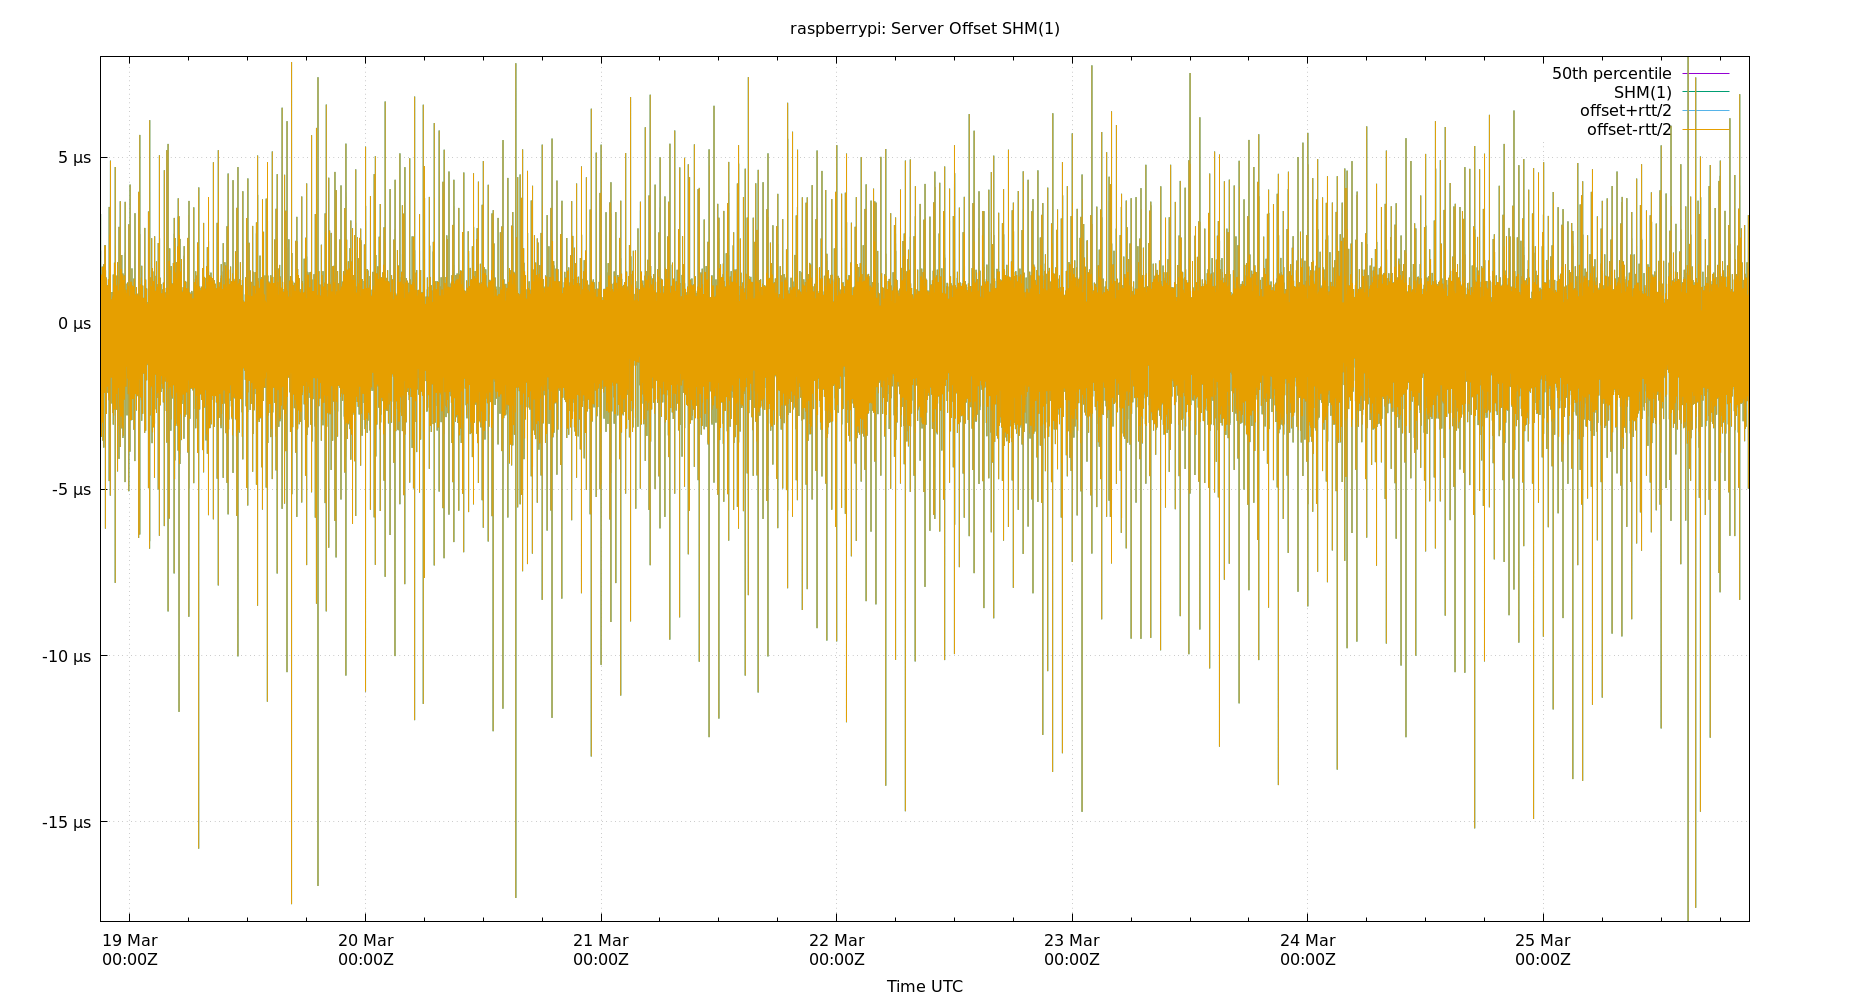 raspberrypi: Server Offset SHM(1)
50th percentile
SHM(1)
offset+rtt/2
offset-rtt/2
5 µs
0 µs
-5 µs
-10 µs
-15 µs
19 Mar 20 Mar 21 Mar 22 Mar 23 Mar 24 Mar 25 Mar
00:00Z 00:00Z 00:00Z 00:00Z 00:00Z 00:00Z 00:00Z
Time UTC